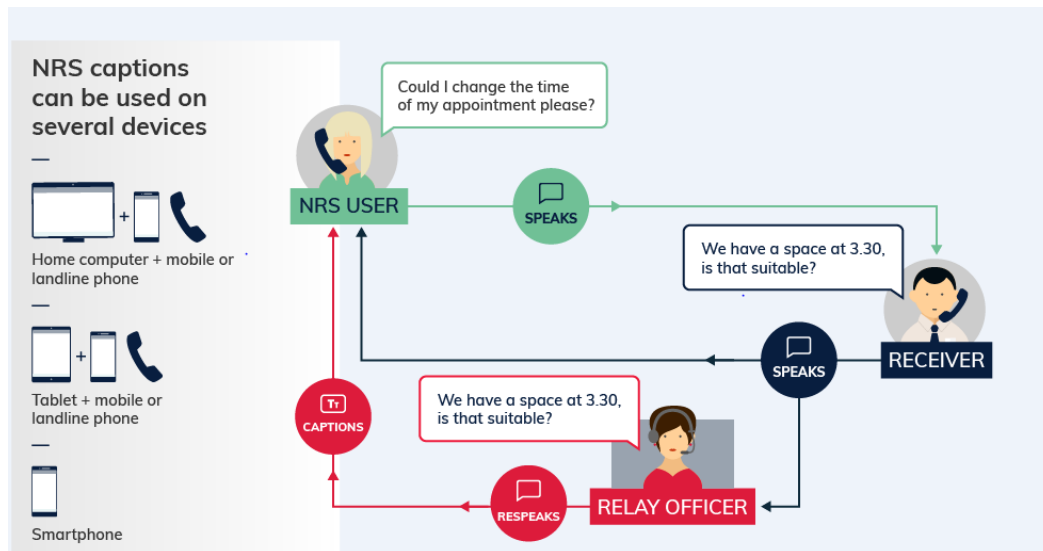 NRS captions
can be used on
several devices
+
Home computer + mobile or
landline phone
+
Tablet + mobile or
landline phone
Smartphone
Could I change the time
of my appointment please?
NRS USER
SPEAKS
We have a space at 3.30,
is that suitable?
RECEIVER
SPEAKS
We have a space at 3.30,
is that suitable?
RELAY OFFICER
RESPEAKS
TT
CAPTIONS